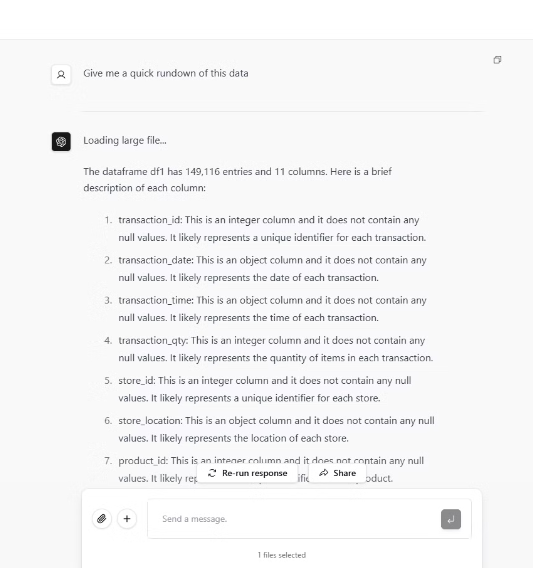 Give me a quick rundown of this data
Loading large file...
The dataframe df1 has 149,116 entries and 11 columns. Here is a brief
description of each column:
1. transaction_id: This is an integer column and it does not contain any
null values. It likely represents a unique identifier for each transaction.
2. transaction_date: This is an object column and it does not contain any
null values. It likely represents the date of each transaction.
3. transaction_time: This is an object column and it does not contain any
null values. It likely represents the time of each transaction.
4. transaction_qty: This is an integer column and it does not contain any
null values. It likely represents the quantity of items in each transaction.
5. store_id: This is an integer column and it does not contain any null
values. It likely represents a unique identifier for each store.
6. store_location: This is an object column and it does not contain any null
values. It likely represents the location of each store.
7. product_id: This is an integer column and it does not contain any null
values. It likely product.
Re-run response Share
Send a message.
1 files selected